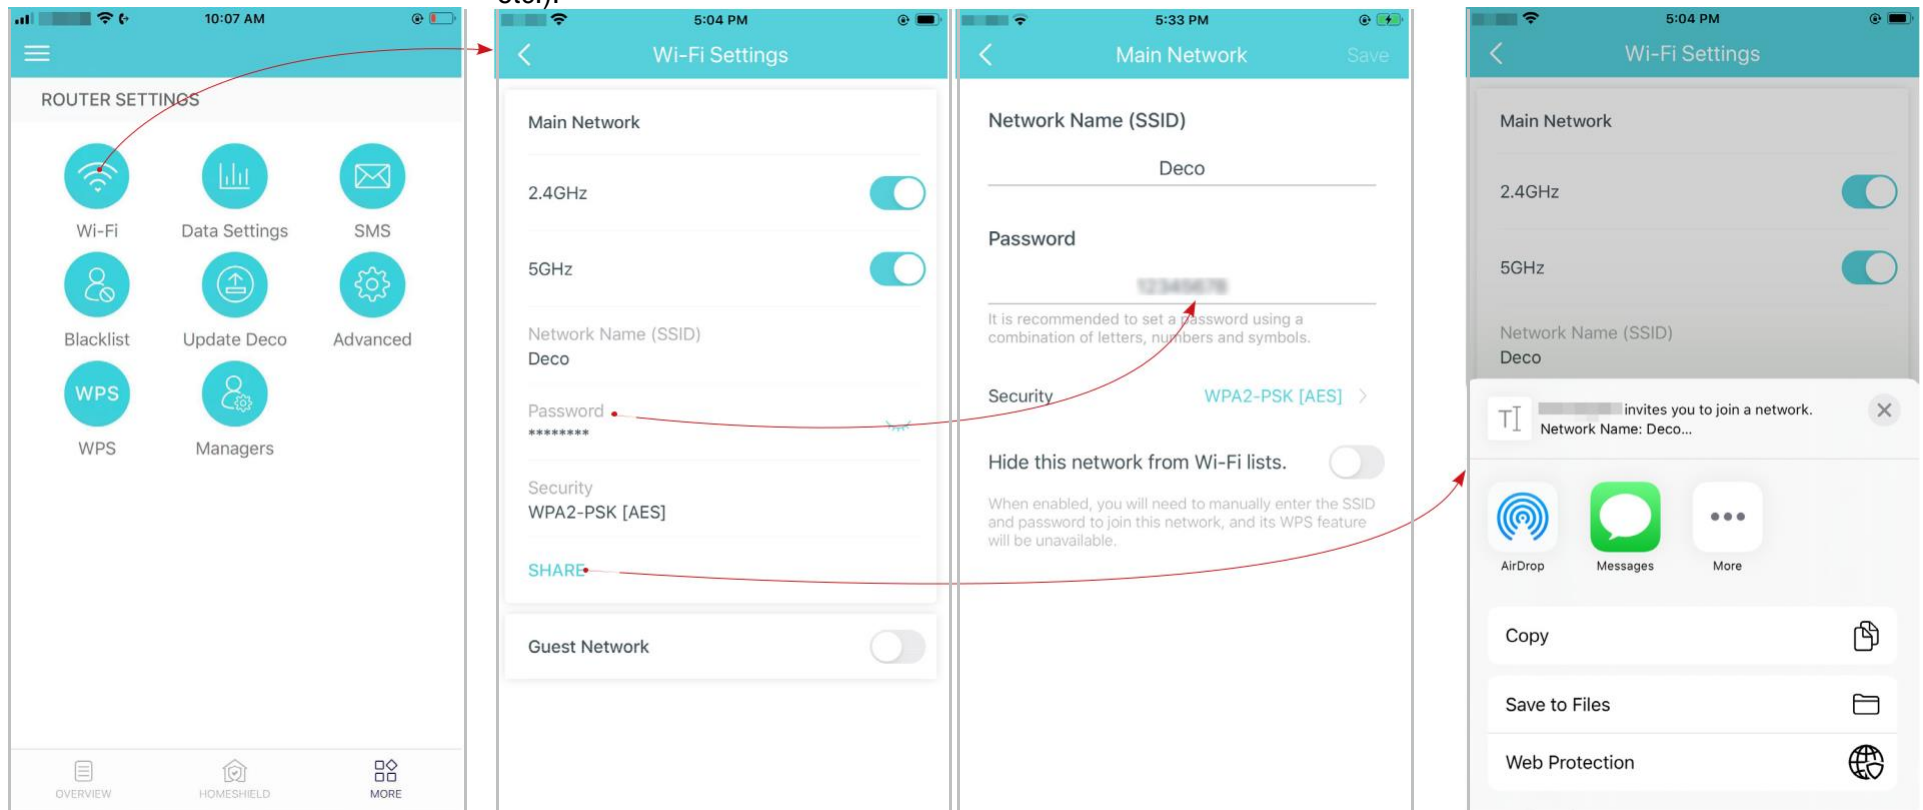 etc.).
10:07 AM
ROUTER SETTINGS
Wi-Fi
Data Settings
SMS
Blacklist
Update Deco
Advanced
WPS
WPS
Managers
OVERVIEW
HOMESHIELD
MORE
5:04 PM
Wi-Fi Settings
Main Network
2.4GHz
5GHz
Network Name (SSID)
Deco
Password
********
Security
WPA2-PSK [AES]
SHARE
Guest Network
5:33 PM
Main Network
Save
Network Name (SSID)
Deco
Password
12345678
It is recommended to set a password using a
combination of letters, numbers and symbols.
Security WPA2-PSK [AES]
Hide this network from Wi-Fi lists.
When enabled, you will need to manually enter the SSID
and password to join this network, and its WPS feature
will be unavailable.
5:04 PM
Wi-Fi Settings
Main Network
2.4GHz
5GHz
Network Name (SSID)
Deco
invites you to join a network.
Network Name: Deco...
AirDrop
Messages
More
Copy
Save to Files
Web Protection